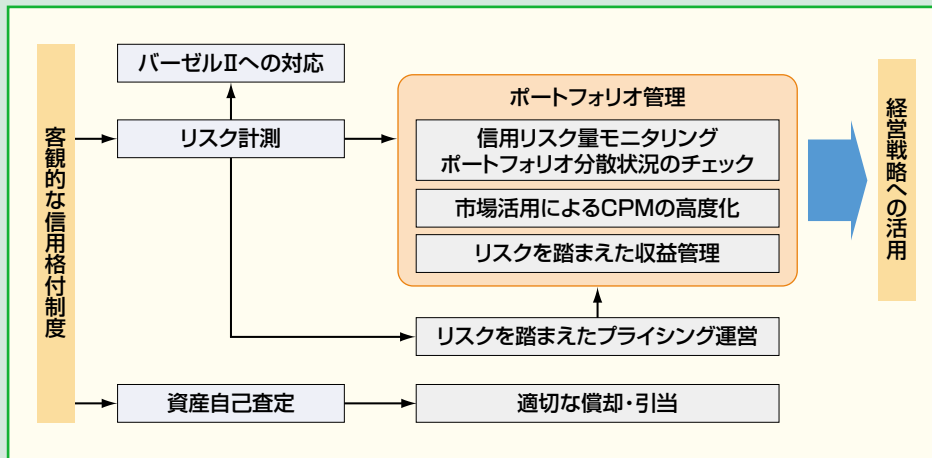 客観的な信用格付制度
バーゼルⅡへの対応
リスク計測
ポートフォリオ管理
信用リスク量モニタリング
ポートフォリオ分散状況のチェック
市場活用によるCPMの高度化
リスクを踏まえた収益管理
リスクを踏まえたプライシング運営
資産自己査定
適切な償却・引当
経営戦略への活用